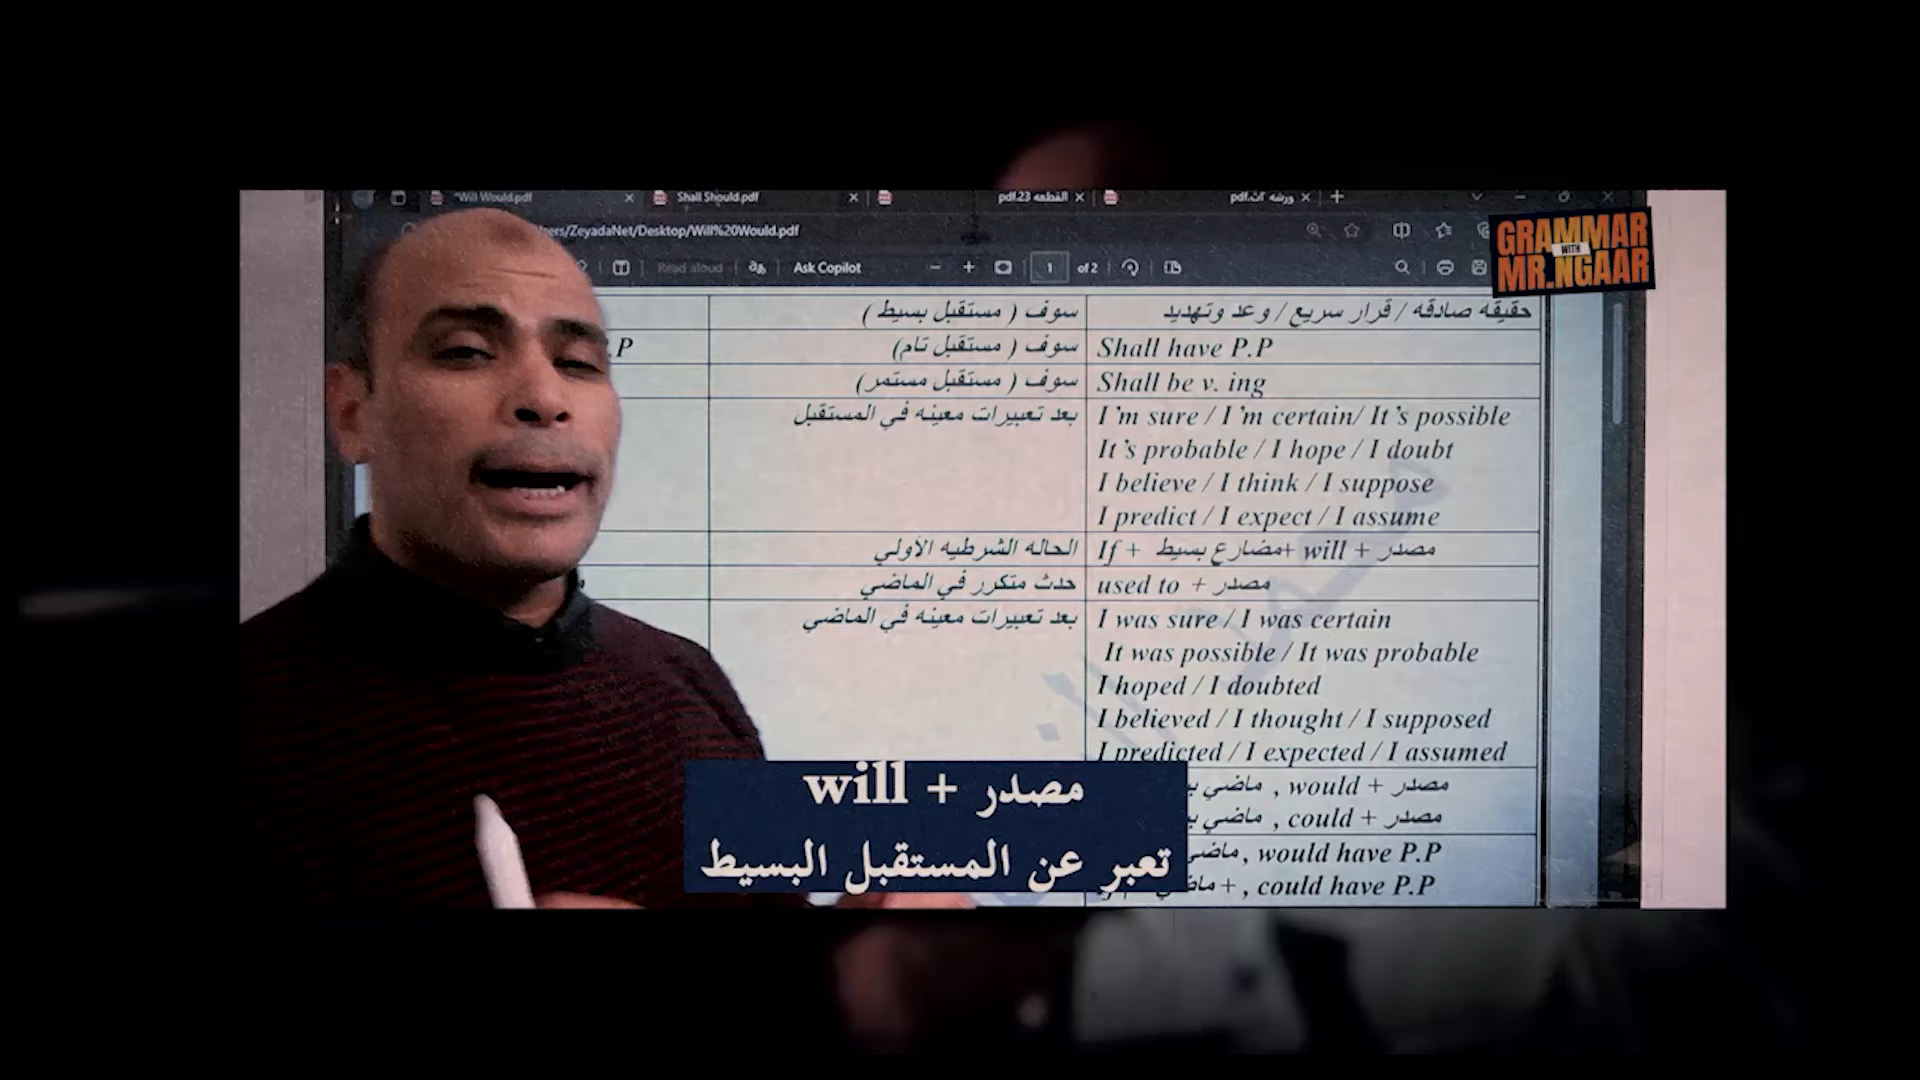 Will Would.pdf
Shall Should.pdf
القطعه 23.pdf
ورشه آث.pdf
ers/ZeyadaNet/Desktop/Will%20Would.pdf
Read aloud
Ask Copilot
1 of 2
GRAMMAR
WITH
MR.NGAAR
سوف ( مستقبل بسيط ) حقيقه صادقه / قرار سريع / وعد وتهديد
.P سوف ( مستقبل تام) Shall have P.P
سوف ( مستقبل مستمر) Shall be v. ing
بعد تعبيرات معينه في المستقبل I'm sure / I'm certain/ It's possible
It's probable / I hope / I doubt
I believe / I think / I suppose
I predict / I expect / I assume
الحاله الشرطيه الأولي If + مضارع بسيط+ will + مصدر
حدث متكرر في الماضي used to + مصدر
بعد تعبيرات معينه في الماضي I was sure / I was certain
It was possible / It was probable
I hoped / I doubted
I believed / I thought / I supposed
I predicted / I expected / I assumed
ماضي , would + مصدر
ماضي , could + مصدر
, would have P.P
+ , could have P.P
will + مصدر
تعبر عن المستقبل البسيط